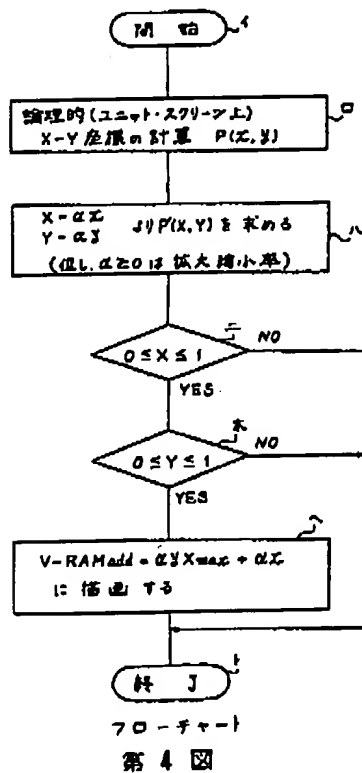 開始
イ
論理的(ユニット・スクリーン上)
X-Y座標の計算 P(x, y)
ロ
X=αx
Y=αy よりP'(X, Y)を求める
(但し、α≥0は拡大縮小率)
ハ
0≤X≤1
ニ
NO
YES
0≤Y≤1
ホ
NO
YES
V-RAMadd=αyXmax+αx
に描画する
ヘ
終了
ト
フローチャート
第4図